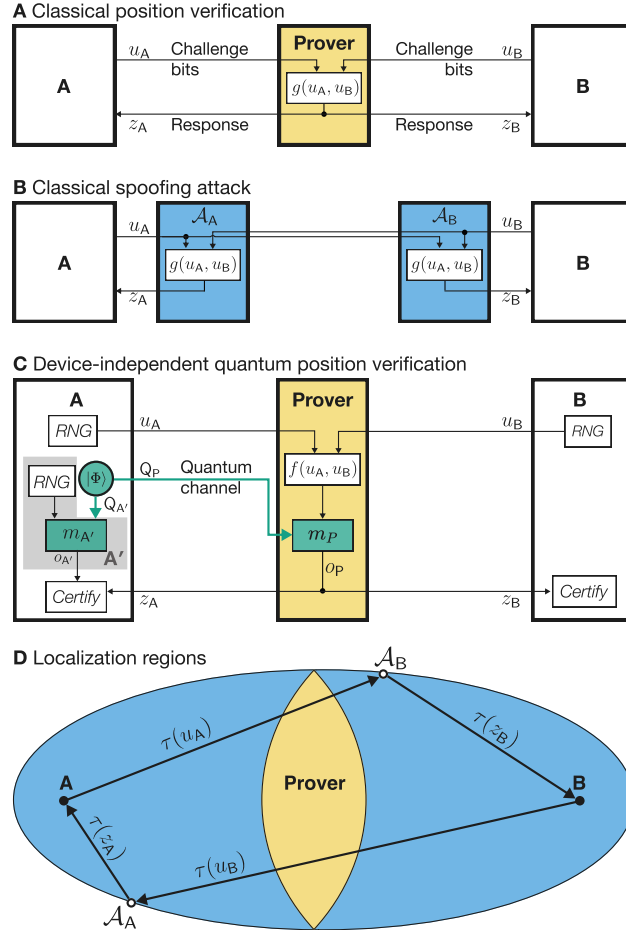 A Classical position verification
u_A Challenge bits
Prover
Challenge bits u_B
A
g(u_A, u_B)
B
z_A Response
Response z_B
B Classical spoofing attack
u_A
𝒜_A
𝒜_B
u_B
A
g(u_A, u_B)
g(u_A, u_B)
B
z_A
z_B
C Device-independent quantum position verification
A
Prover
B
RNG
u_A
u_B
RNG
RNG
|Φ⟩
Q_P
Quantum channel
f(u_A, u_B)
Q_A′
m_A′
A′
m_P
o_A′
o_P
Certify
z_A
z_B
Certify
D Localization regions
𝒜_B
τ(u_A)
τ(z_B)
A
Prover
B
τ(z_A)
τ(u_B)
𝒜_A